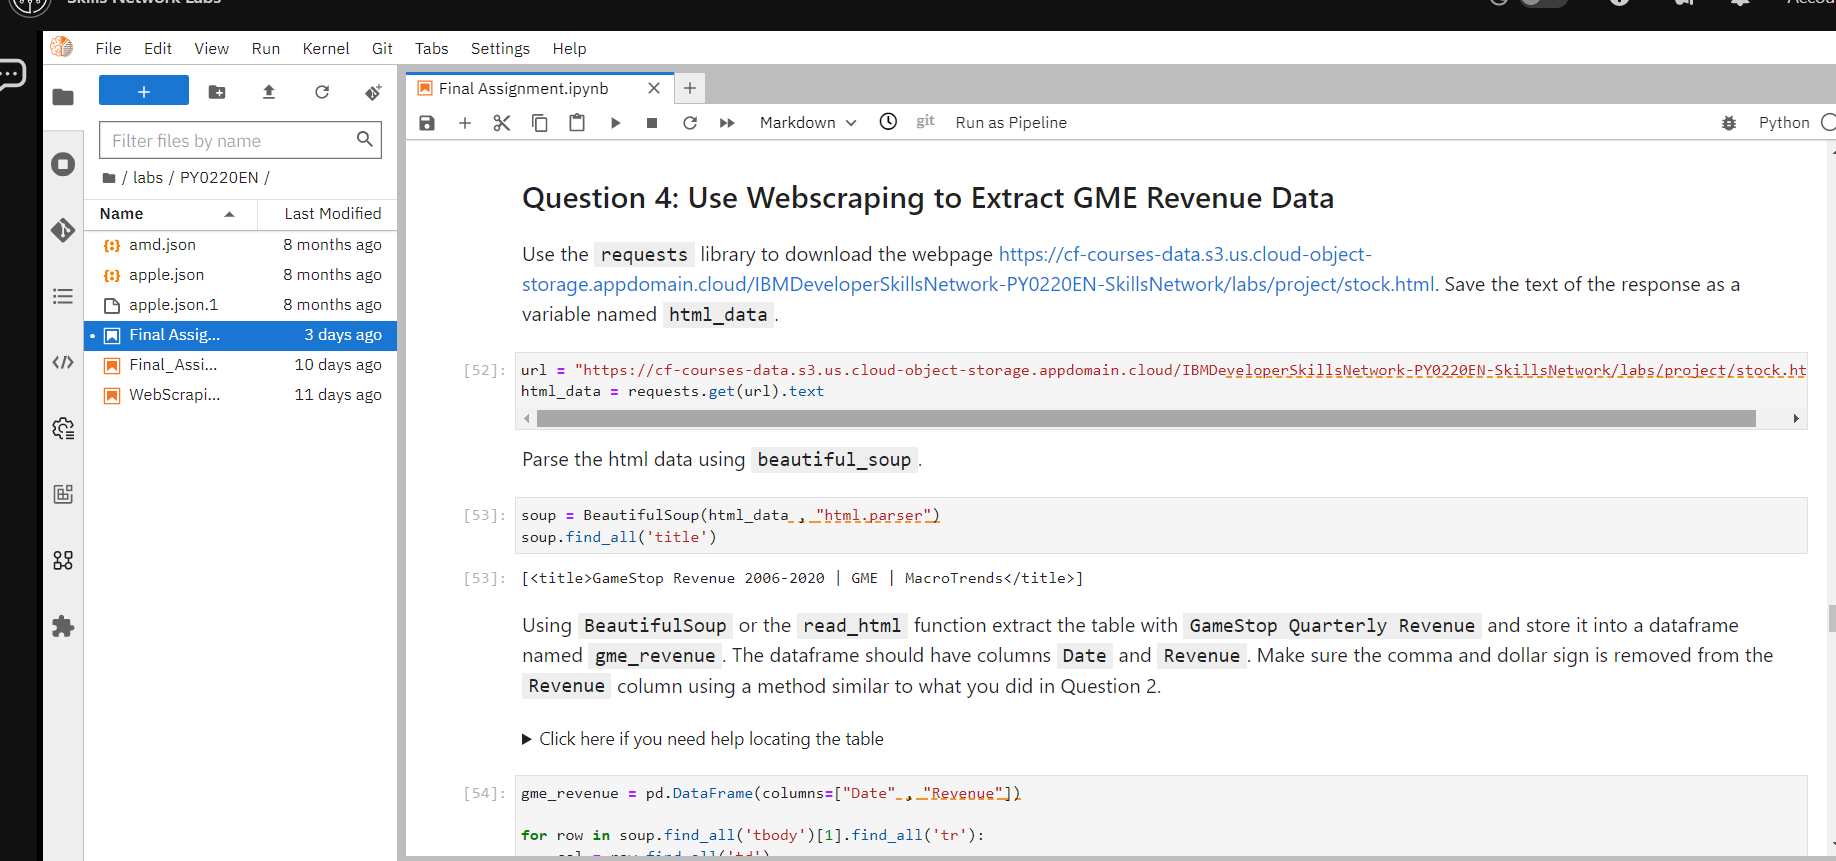 Skills Network Labs
File Edit View Run Kernel Git Tabs Settings Help
Final Assignment.ipynb
Filter files by name
Markdown git Run as Pipeline Python
/ labs / PY0220EN /
Name Last Modified
amd.json 8 months ago
apple.json 8 months ago
apple.json.1 8 months ago
Final Assig... 3 days ago
Final_Assi... 10 days ago
WebScrapi... 11 days ago
Question 4: Use Webscraping to Extract GME Revenue Data
Use the requests library to download the webpage https://cf-courses-data.s3.us.cloud-object-
storage.appdomain.cloud/IBMDeveloperSkillsNetwork-PY0220EN-SkillsNetwork/labs/project/stock.html. Save the text of the response as a
variable named html_data.
[52]: url = "https://cf-courses-data.s3.us.cloud-object-storage.appdomain.cloud/IBMDeveloperSkillsNetwork-PY0220EN-SkillsNetwork/labs/project/stock.ht
html_data = requests.get(url).text
Parse the html data using beautiful_soup.
[53]: soup = BeautifulSoup(html_data , "html.parser")
soup.find_all('title')
[53]: [<title>GameStop Revenue 2006-2020 | GME | MacroTrends</title>]
Using BeautifulSoup or the read_html function extract the table with GameStop Quarterly Revenue and store it into a dataframe
named gme_revenue. The dataframe should have columns Date and Revenue. Make sure the comma and dollar sign is removed from the
Revenue column using a method similar to what you did in Question 2.
Click here if you need help locating the table
[54]: gme_revenue = pd.DataFrame(columns=["Date" , "Revenue"])
for row in soup.find_all('tbody')[1].find_all('tr'):